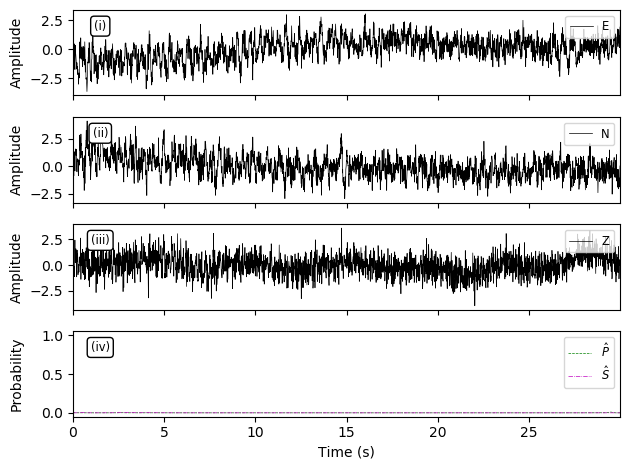 2.5
0.0
−2.5
Amplitude
(i)
E
2.5
0.0
−2.5
Amplitude
(ii)
N
2.5
0.0
−2.5
Amplitude
(iii)
Z
1.0
0.5
0.0
Probability
(iv)
P̂
Ŝ
0 5 10 15 20 25
Time (s)